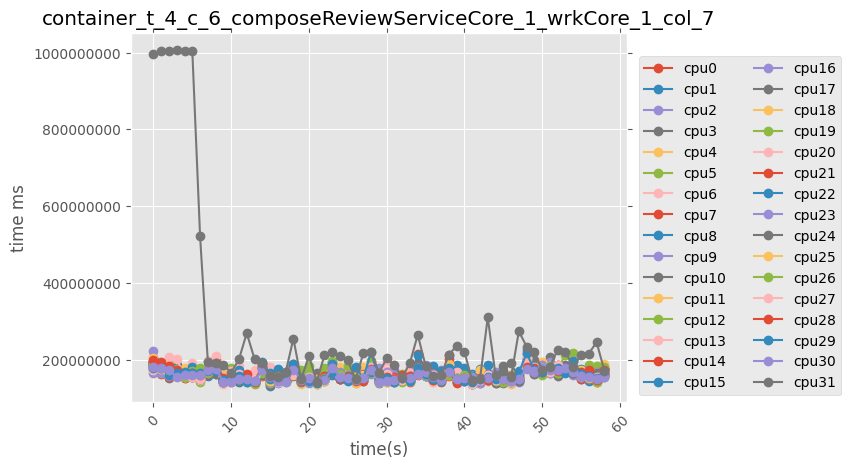 container_t_4_c_6_composeReviewServiceCore_1_wrkCore_1_col_7
1000000000
800000000
600000000
400000000
200000000
time ms
0
10
20
30
40
50
60
time(s)
cpu0
cpu1
cpu2
cpu3
cpu4
cpu5
cpu6
cpu7
cpu8
cpu9
cpu10
cpu11
cpu12
cpu13
cpu14
cpu15
cpu16
cpu17
cpu18
cpu19
cpu20
cpu21
cpu22
cpu23
cpu24
cpu25
cpu26
cpu27
cpu28
cpu29
cpu30
cpu31